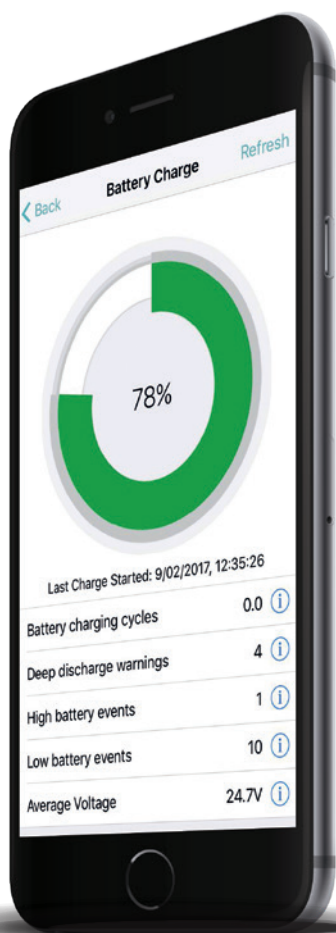 Back Battery Charge Refresh
78%
Last Charge Started: 9/02/2017, 12:35:26
Battery charging cycles 0.0
Deep discharge warnings 4
High battery events 1
Low battery events 10
Average Voltage 24.7V